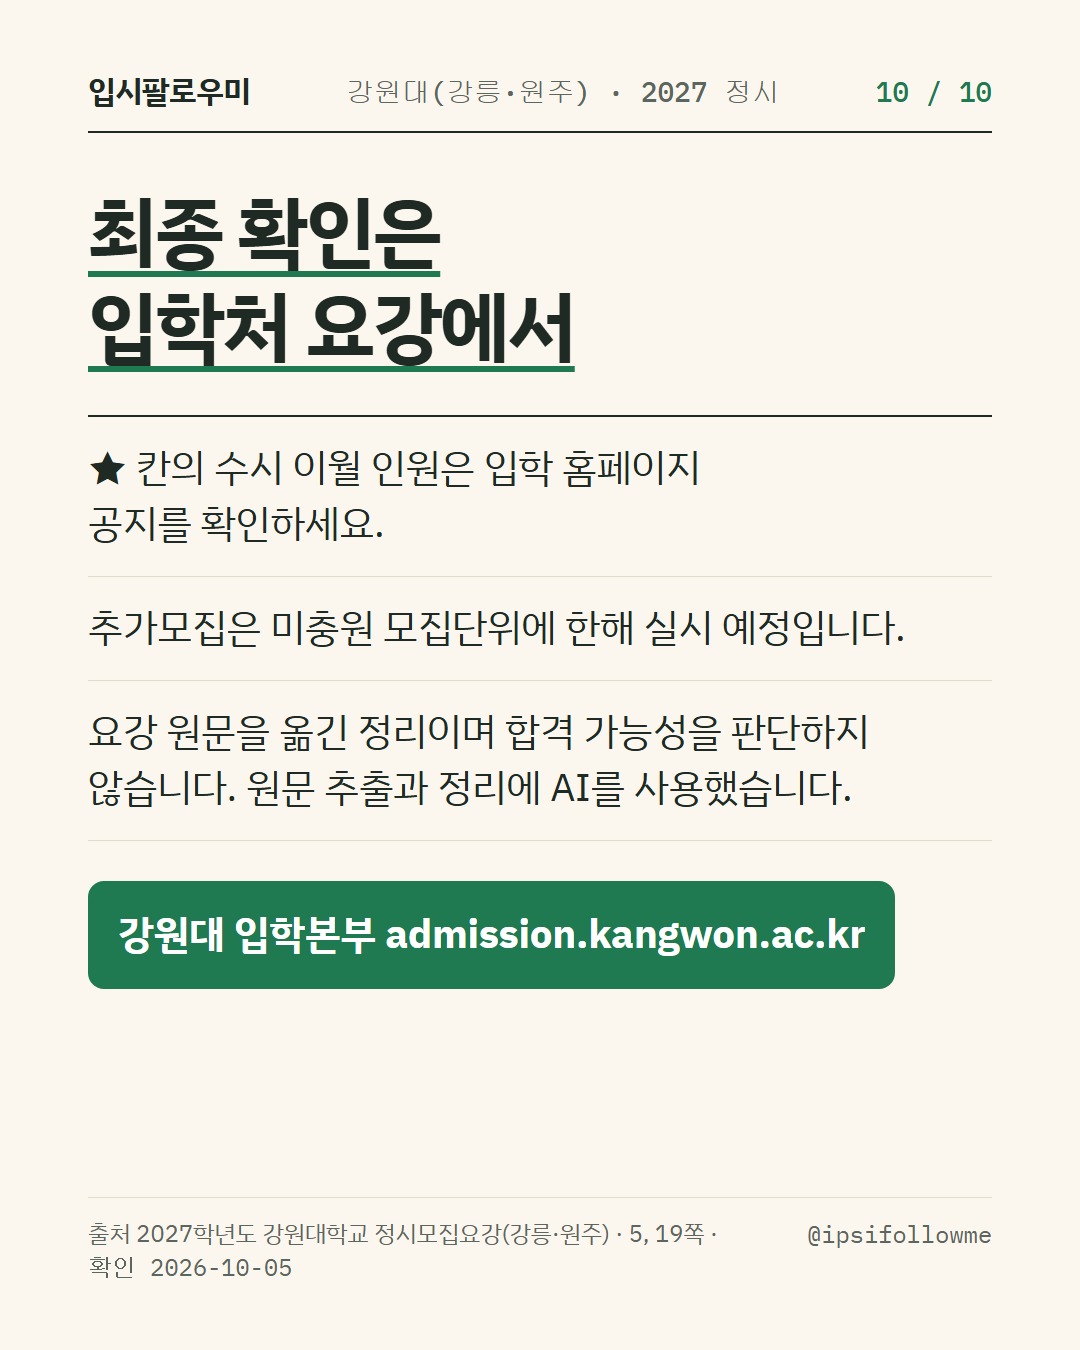 입시팔로우미
강원대(강릉·원주) · 2027 정시
10 / 10
최종 확인은
입학처 요강에서
★ 칸의 수시 이월 인원은 입학 홈페이지
공지를 확인하세요.
추가모집은 미충원 모집단위에 한해 실시 예정입니다.
요강 원문을 옮긴 정리이며 합격 가능성을 판단하지
않습니다. 원문 추출과 정리에 AI를 사용했습니다.
강원대 입학본부 admission.kangwon.ac.kr
출처 2027학년도 강원대학교 정시모집요강(강릉·원주) · 5, 19쪽 ·
확인 2026-10-05
@ipsifollowme